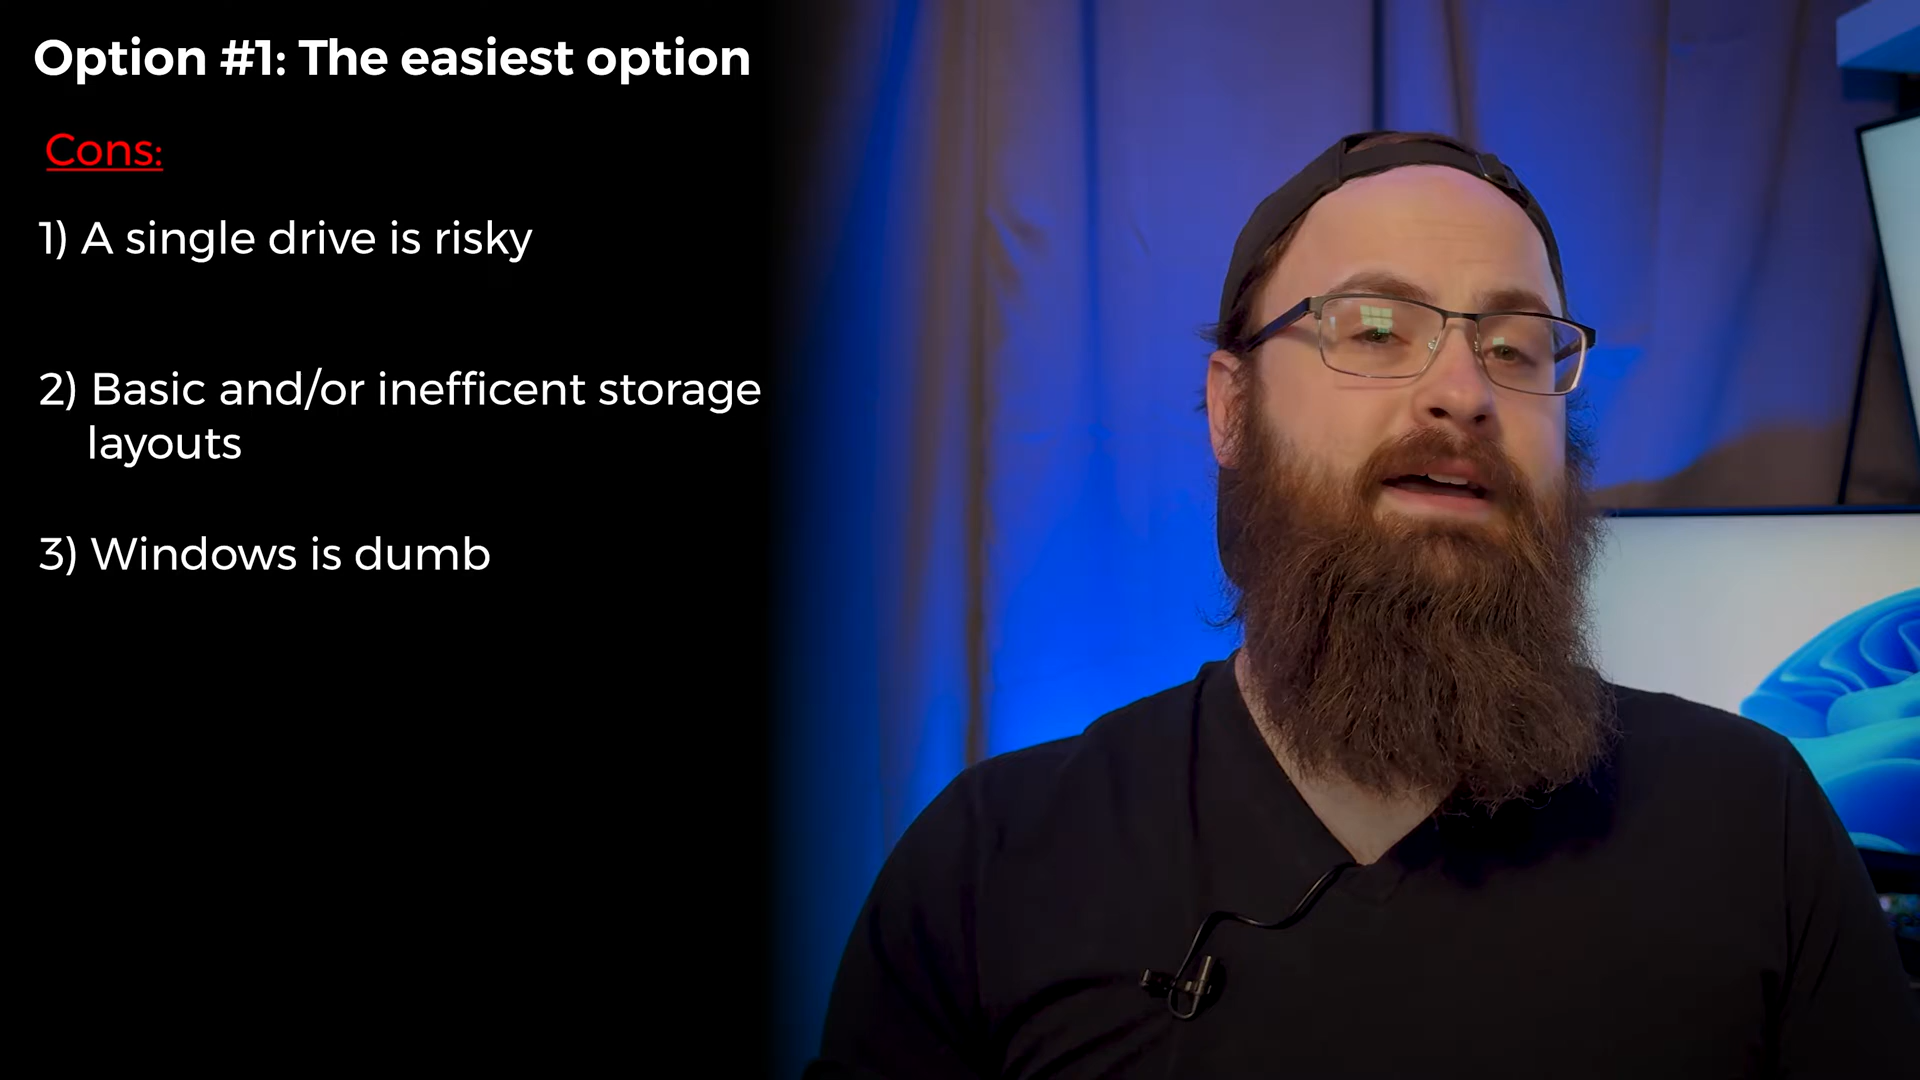 Option #1: The easiest option
Cons:
1) A single drive is risky
2) Basic and/or inefficent storage
layouts
3) Windows is dumb